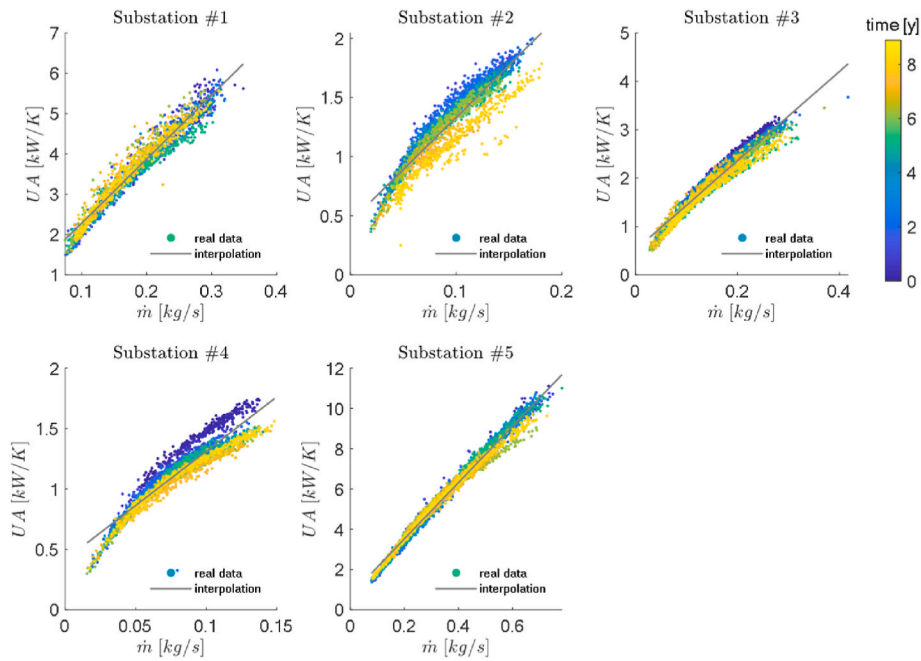 Substation #1
7
6
5
4
3
2
1
UA [kW/K]
0.1
0.2
0.3
0.4
ṁ [kg/s]
real data
interpolation
Substation #2
2
1.5
1
0.5
0
UA [kW/K]
0
0.1
0.2
ṁ [kg/s]
real data
interpolation
Substation #3
5
4
3
2
1
0
UA [kW/K]
0
0.2
0.4
ṁ [kg/s]
real data
interpolation
time [y]
8
6
4
2
0
Substation #4
2
1.5
1
0.5
0
UA [kW/K]
0
0.05
0.1
0.15
ṁ [kg/s]
real data
interpolation
Substation #5
12
10
8
6
4
2
0
UA [kW/K]
0
0.2
0.4
0.6
ṁ [kg/s]
real data
interpolation